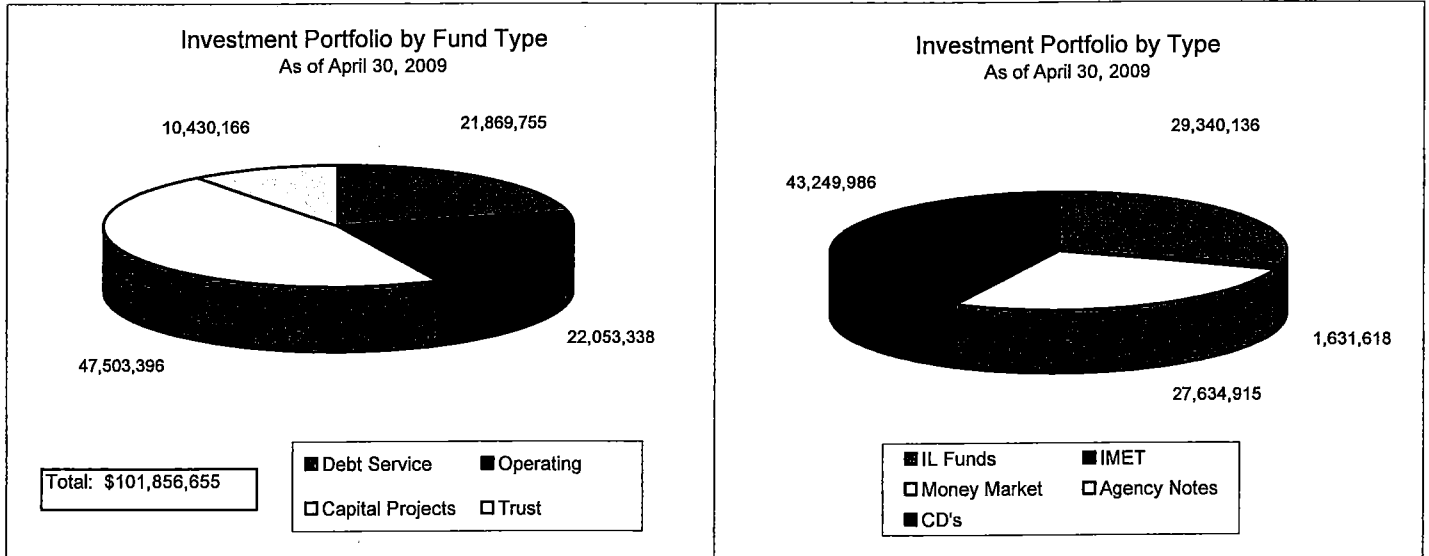 Investment Portfolio by Fund Type
As of April 30, 2009
10,430,166
21,869,755
22,053,338
47,503,396
Total: $101,856,655
Debt Service
Operating
Capital Projects
Trust
Investment Portfolio by Type
As of April 30, 2009
29,340,136
43,249,986
1,631,618
27,634,915
IL Funds
IMET
Money Market
Agency Notes
CD's